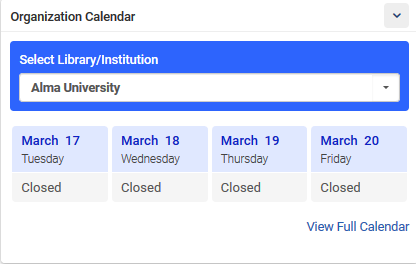 Organization Calendar
Select Library/Institution
Alma University
March 17 March 18 March 19 March 20
Tuesday Wednesday Thursday Friday
Closed Closed Closed Closed
View Full Calendar